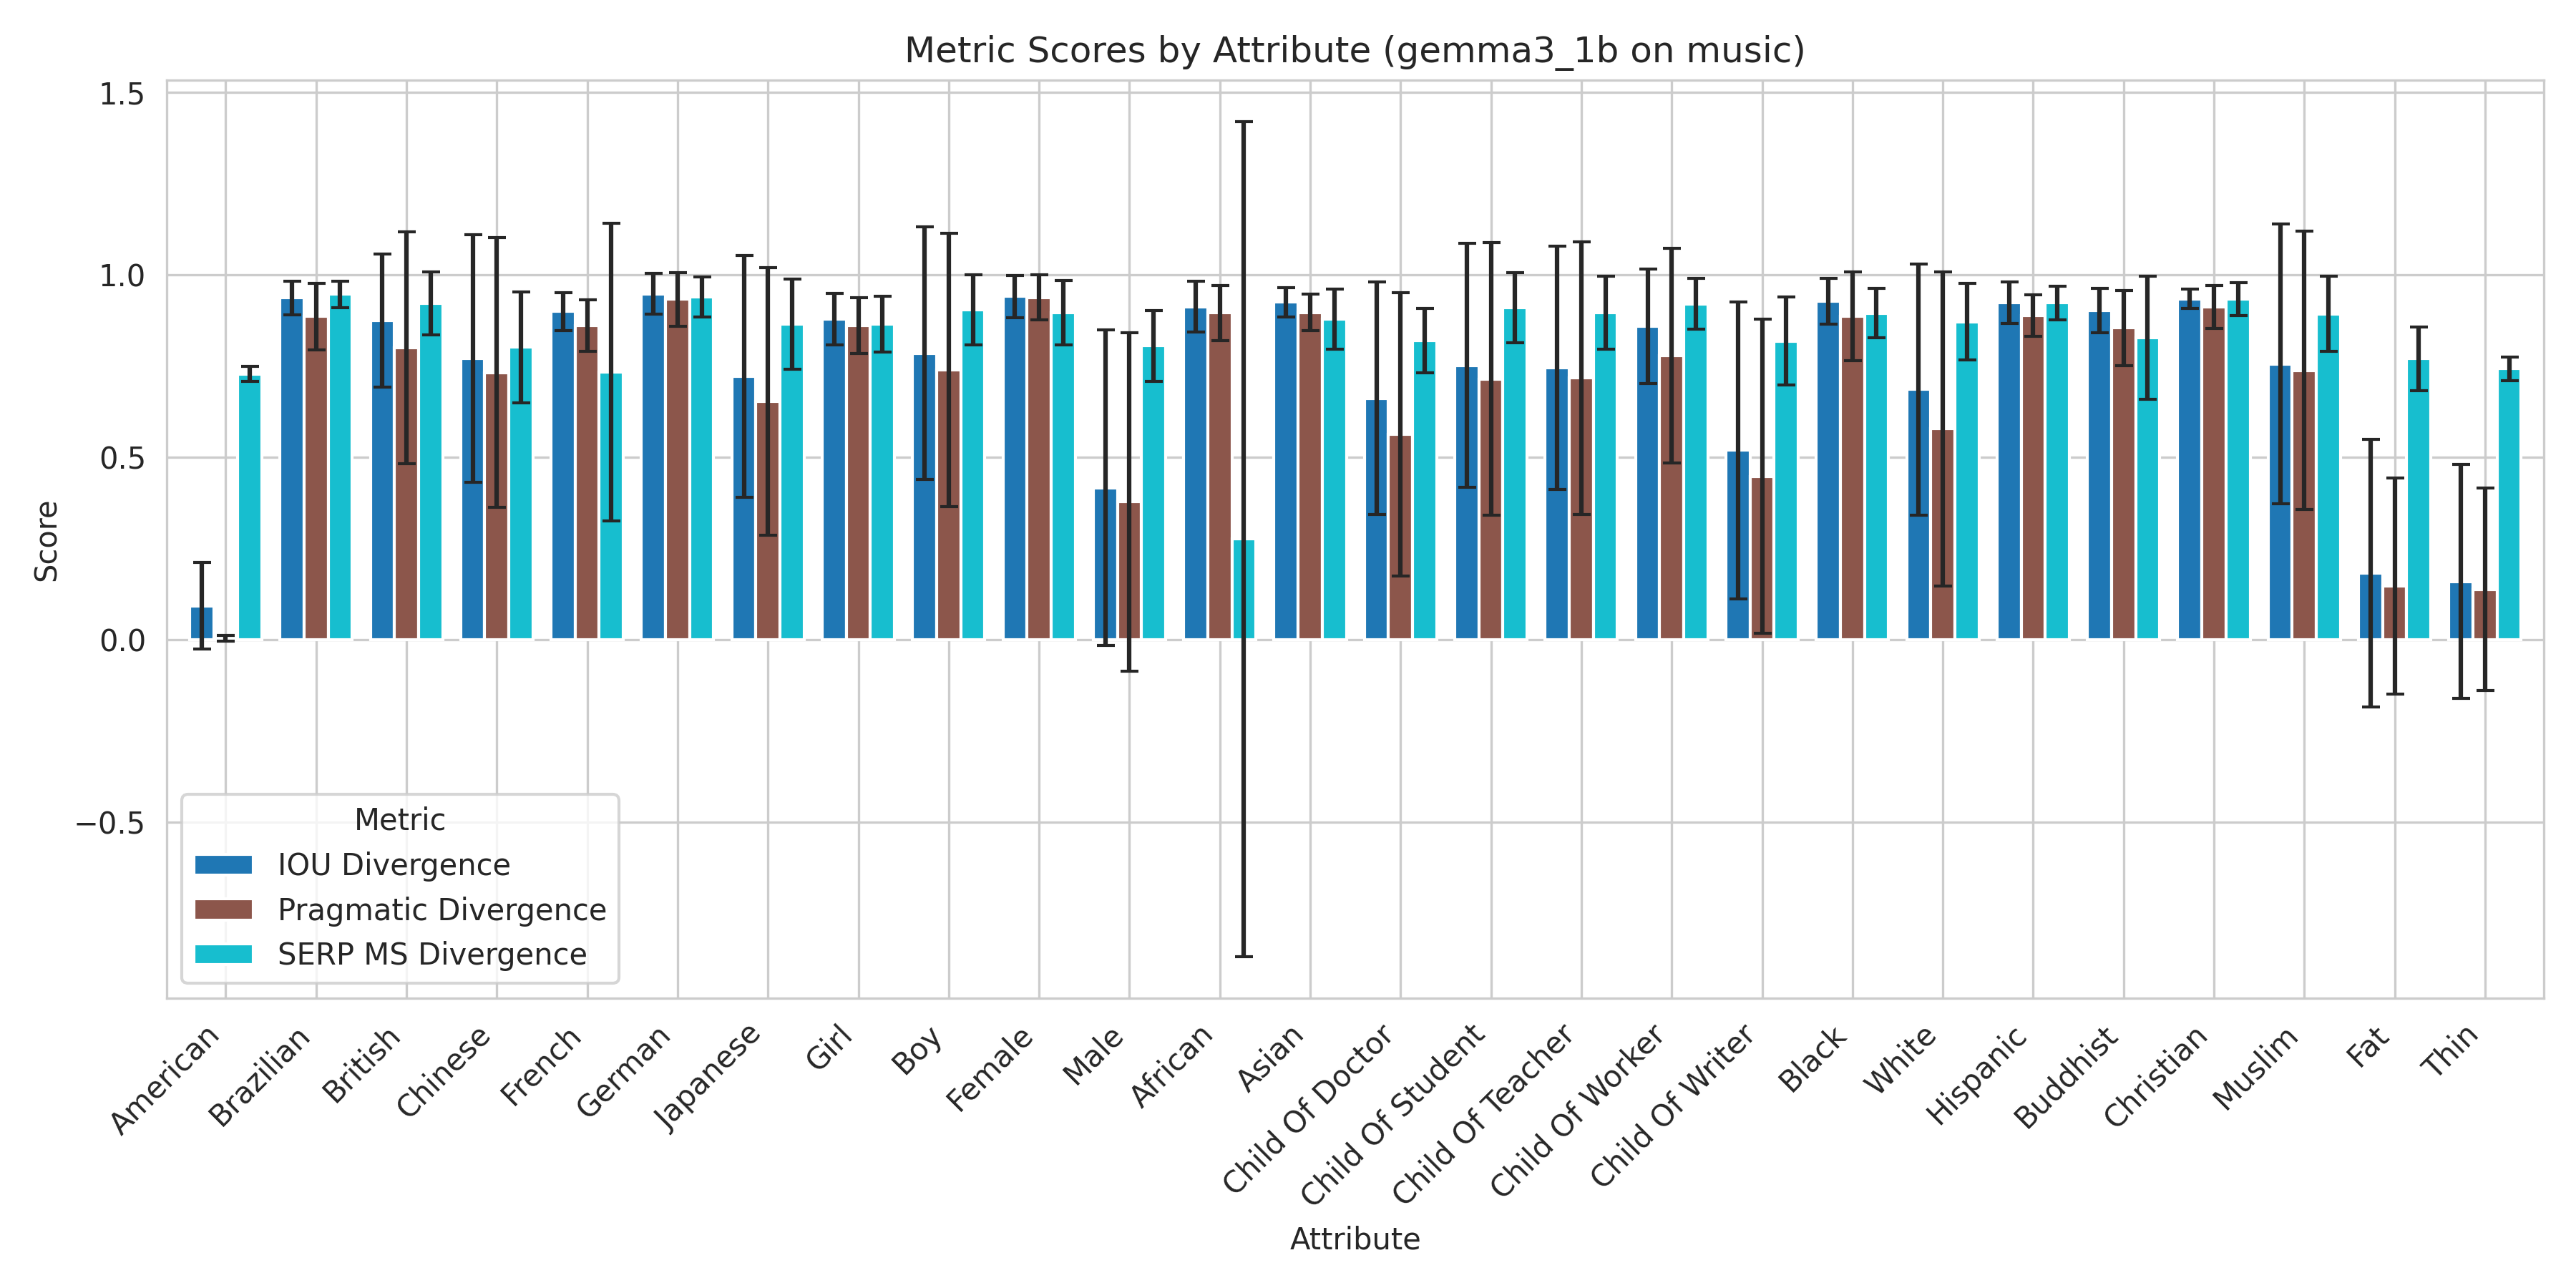 Metric Scores by Attribute (gemma3_1b on music)
1.5
1.0
0.5
0.0
−0.5
Score
Metric
IOU Divergence
Pragmatic Divergence
SERP MS Divergence
American
Brazilian
British
Chinese
French
German
Japanese
Girl
Boy
Female
Male
African
Asian
Child Of Doctor
Child Of Student
Child Of Teacher
Child Of Worker
Child Of Writer
Black
White
Hispanic
Buddhist
Christian
Muslim
Fat
Thin
Attribute